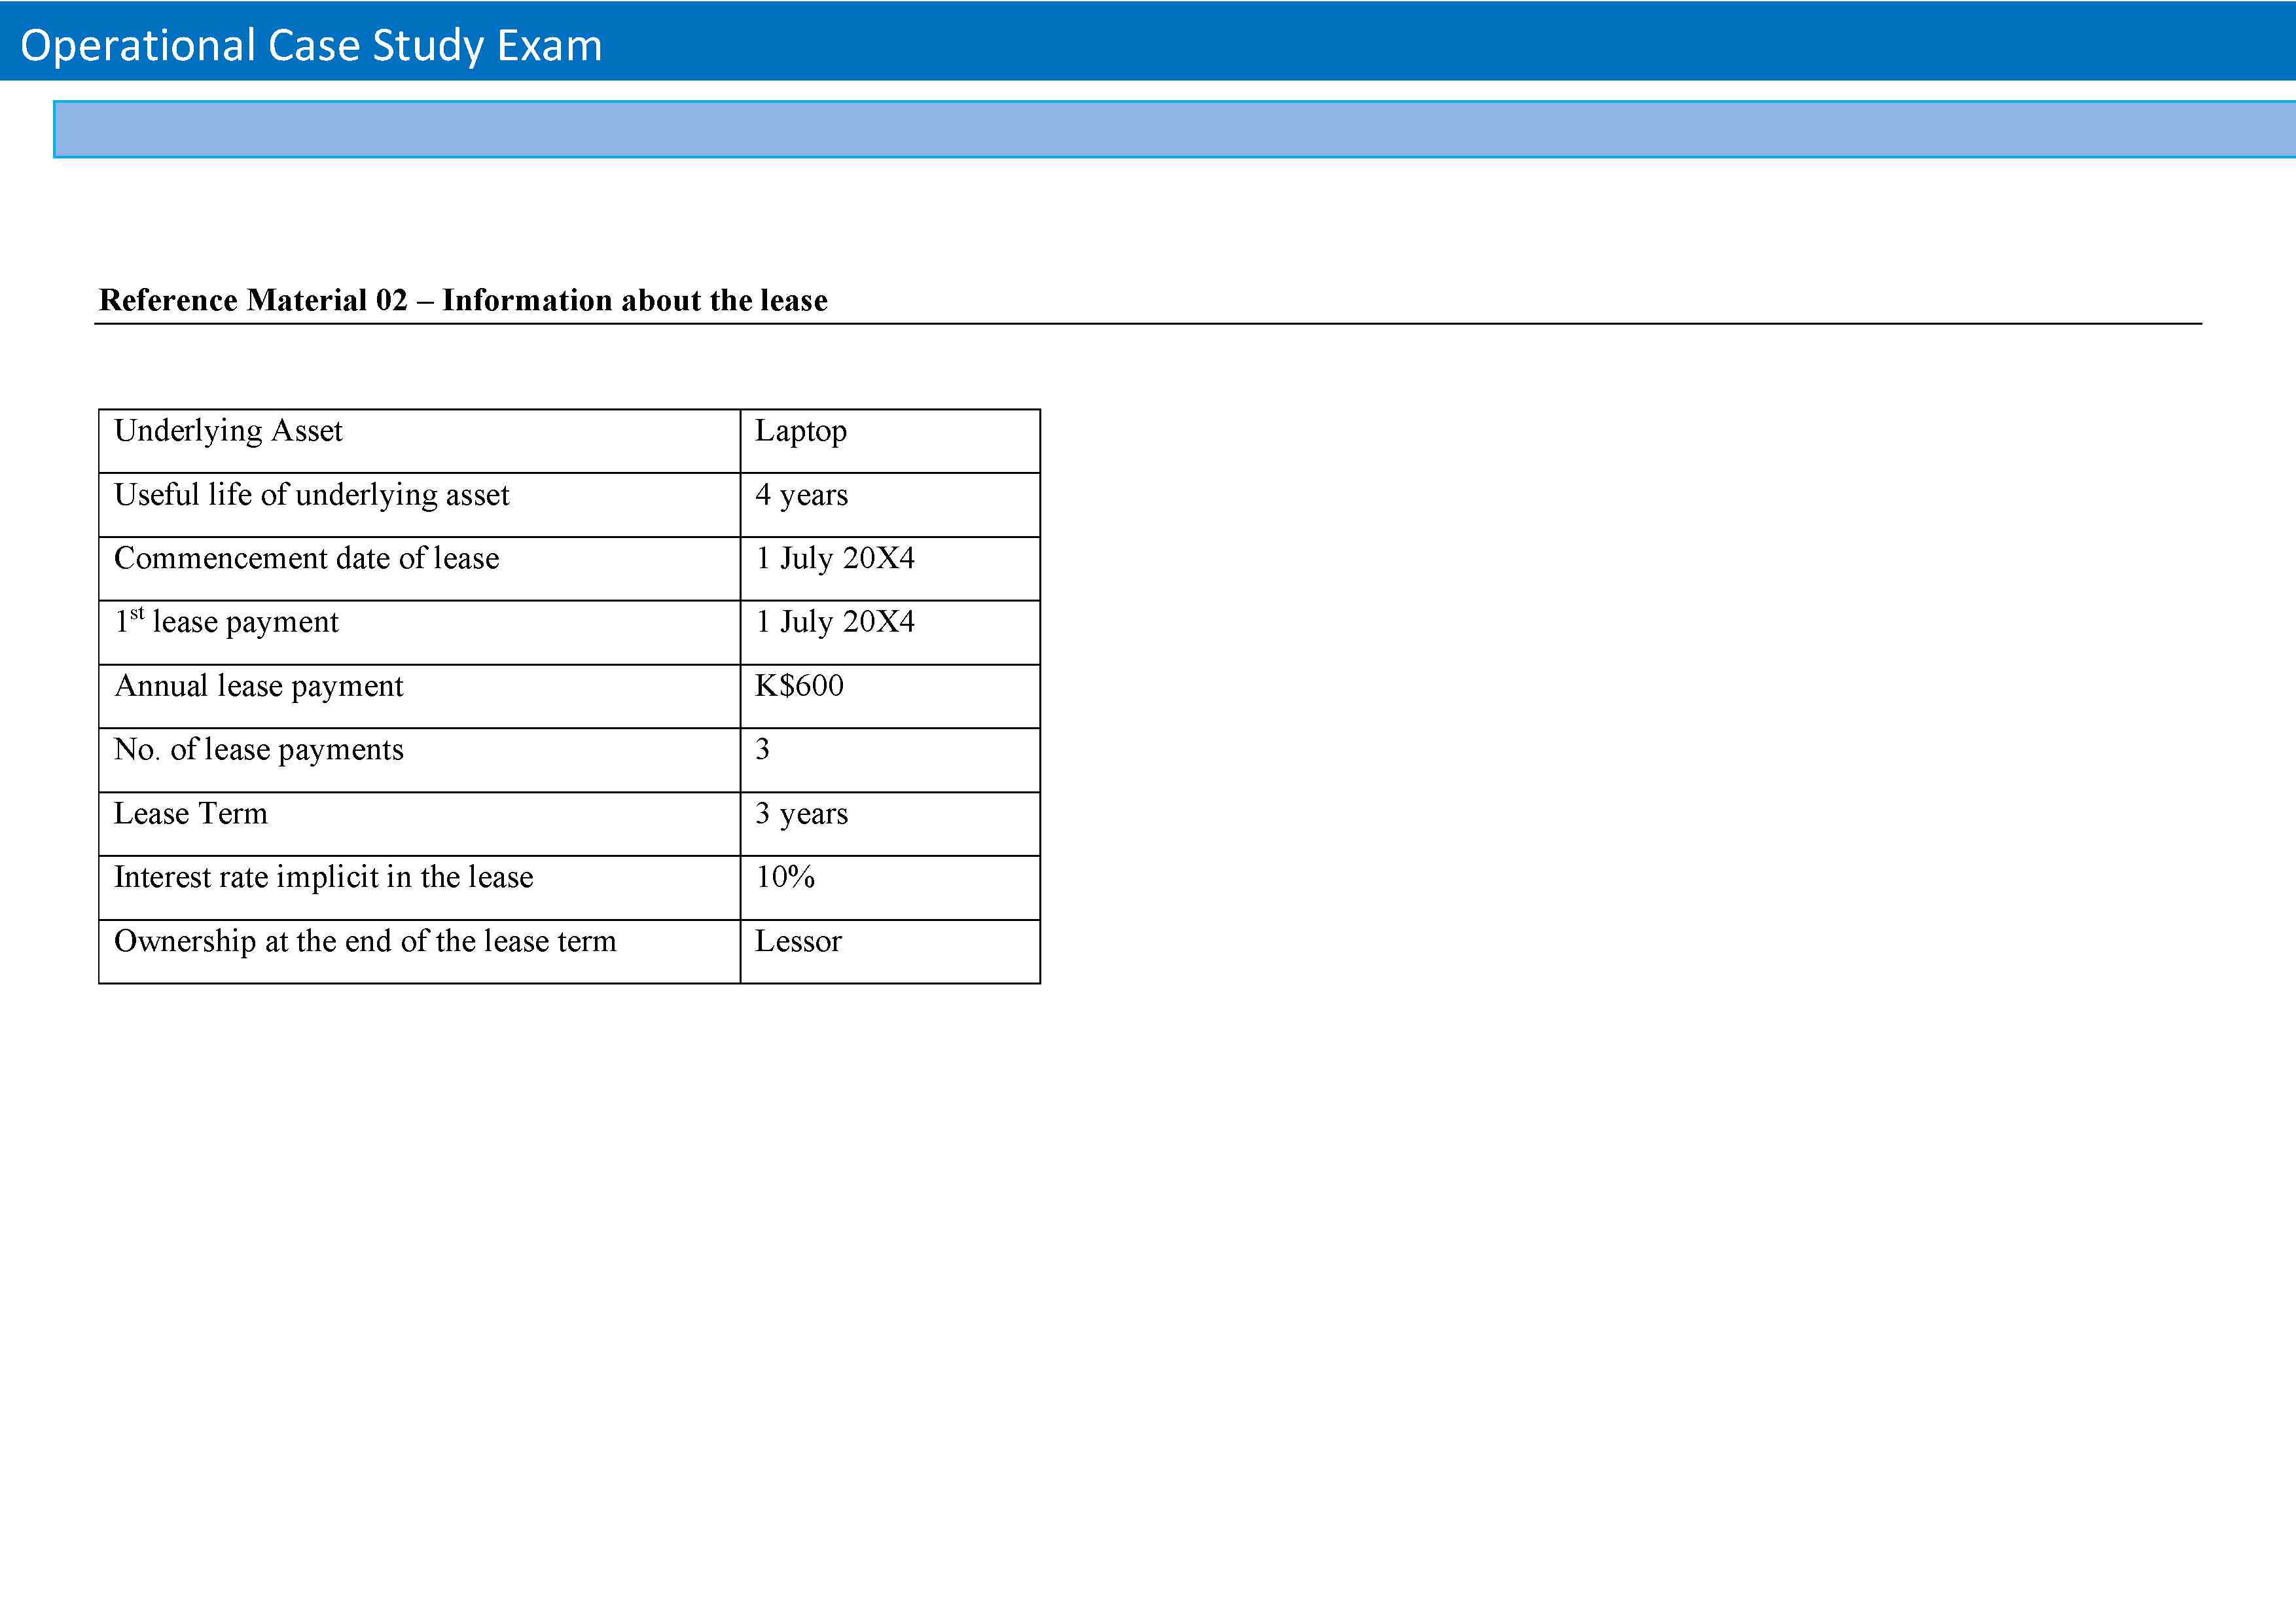 Operational Case Study Exam
Reference Material 02 – Information about the lease
Underlying Asset Laptop
Useful life of underlying asset 4 years
Commencement date of lease 1 July 20X4
1st lease payment 1 July 20X4
Annual lease payment K$600
No. of lease payments 3
Lease Term 3 years
Interest rate implicit in the lease 10%
Ownership at the end of the lease term Lessor